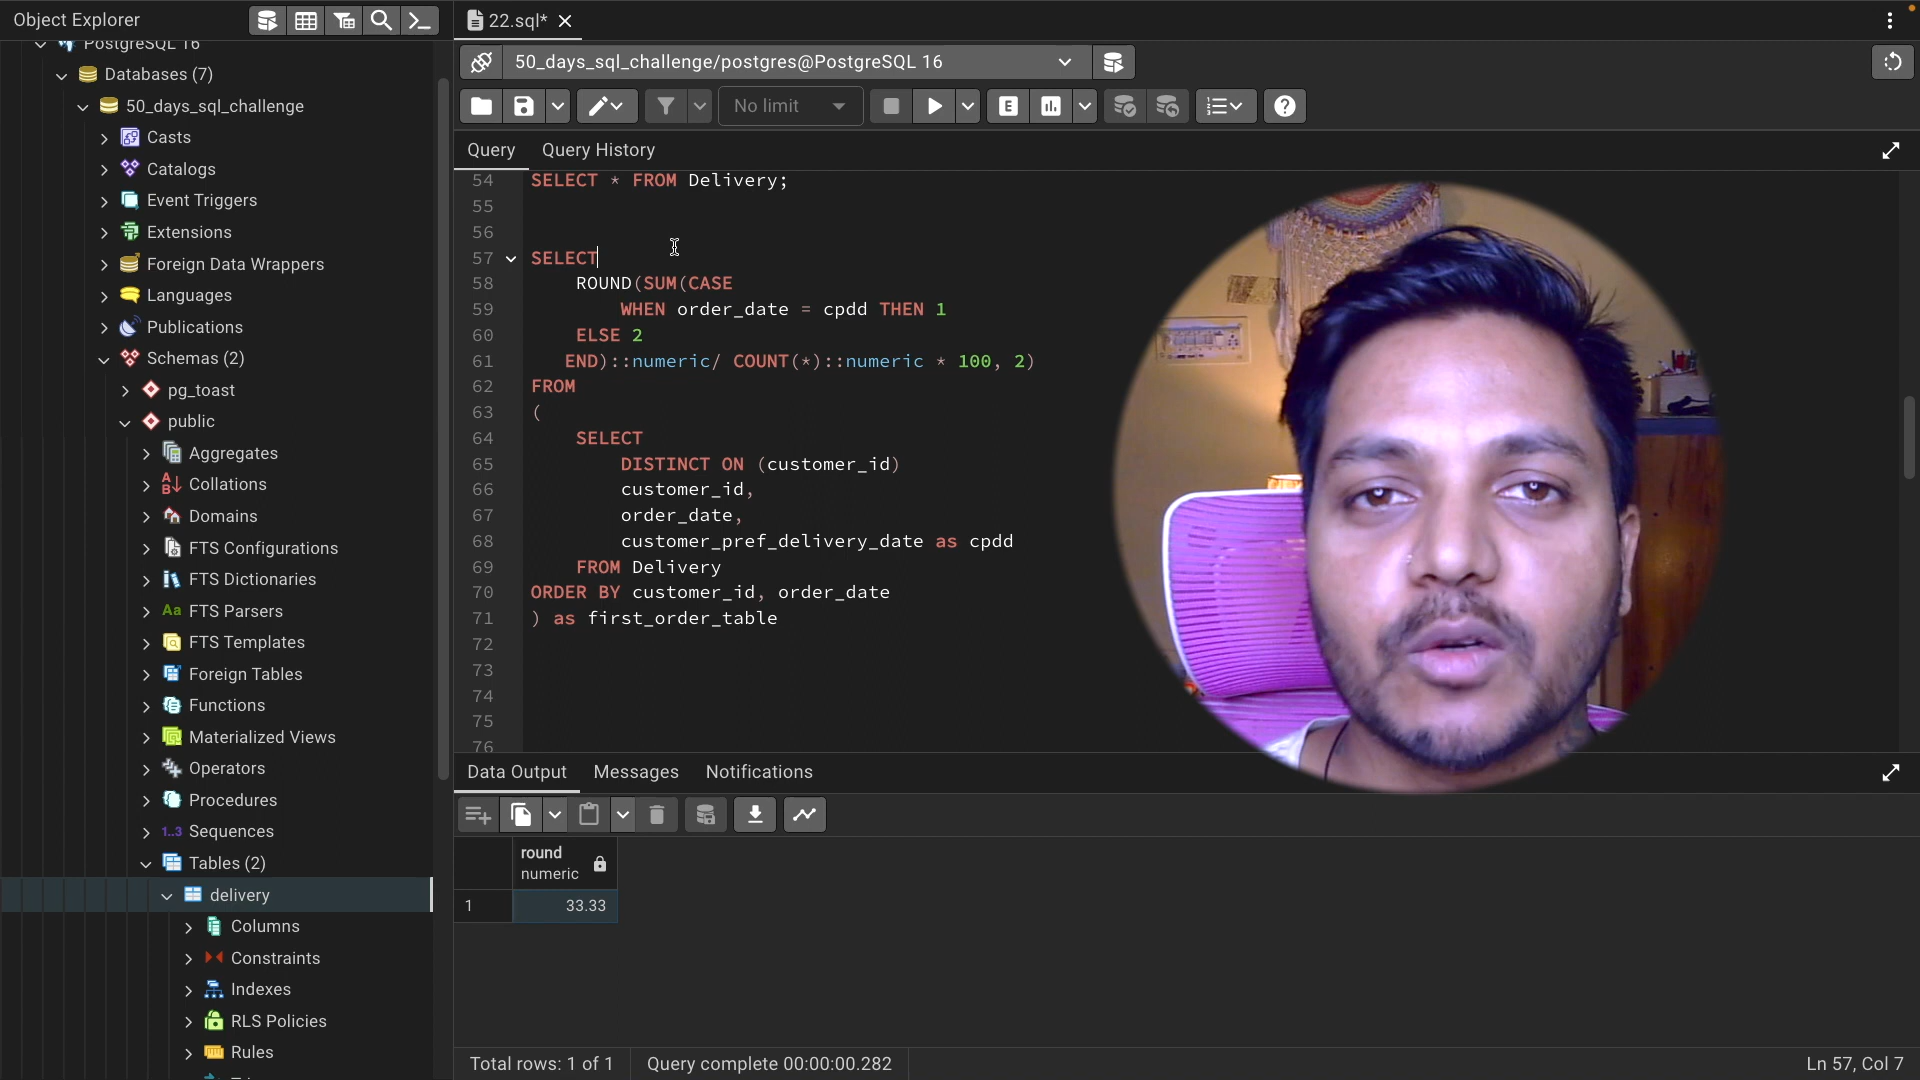 Object Explorer
22.sql*
PostgreSQL 16
Databases (7)
50_days_sql_challenge
Casts
Catalogs
Event Triggers
Extensions
Foreign Data Wrappers
Languages
Publications
Schemas (2)
pg_toast
public
Aggregates
Collations
Domains
FTS Configurations
FTS Dictionaries
Aa FTS Parsers
FTS Templates
Foreign Tables
Functions
Materialized Views
Operators
Procedures
1..3 Sequences
Tables (2)
delivery
Columns
Constraints
Indexes
RLS Policies
Rules
50_days_sql_challenge/postgres@PostgreSQL 16
No limit
E
Query Query History
54 SELECT * FROM Delivery;
55
56
57 SELECT
58 ROUND(SUM(CASE
59 WHEN order_date = cpdd THEN 1
60 ELSE 2
61 END)::numeric/ COUNT(*)::numeric * 100, 2)
62 FROM
63 (
64 SELECT
65 DISTINCT ON (customer_id)
66 customer_id,
67 order_date,
68 customer_pref_delivery_date as cpdd
69 FROM Delivery
70 ORDER BY customer_id, order_date
71 ) as first_order_table
72
73
74
75
76
Data Output Messages Notifications
round
numeric
1 33.33
Total rows: 1 of 1 Query complete 00:00:00.282 Ln 57, Col 7